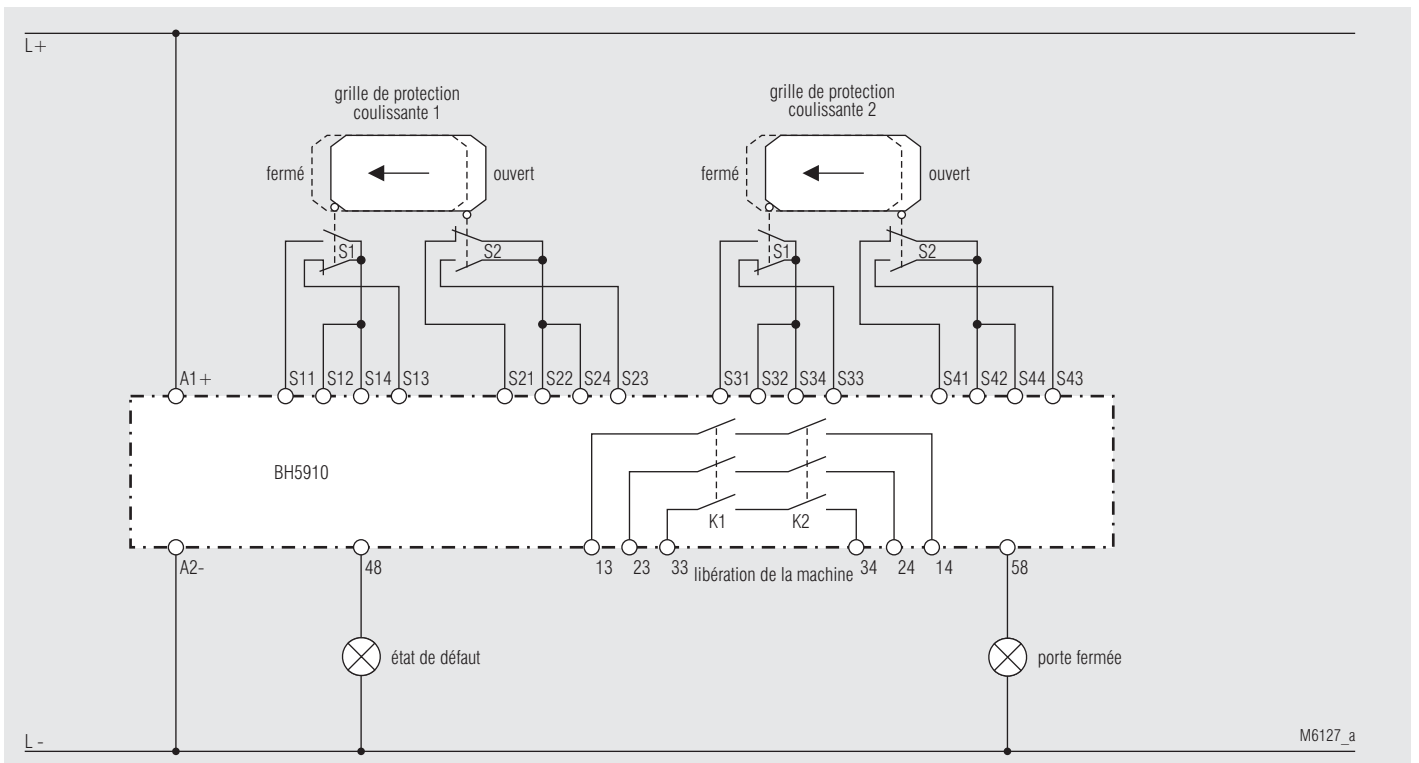 L+
grille de protection
coulissante 1
grille de protection
coulissante 2
fermé
ouvert
fermé
ouvert
S1
S2
S1
S2
A1+
S11
S12
S14
S13
S21
S22
S24
S23
S31
S32
S34
S33
S41
S42
S44
S43
BH5910
K1
K2
A2-
48
13
23
33
libération de la machine
34
24
14
58
état de défaut
porte fermée
L -
M6127_a